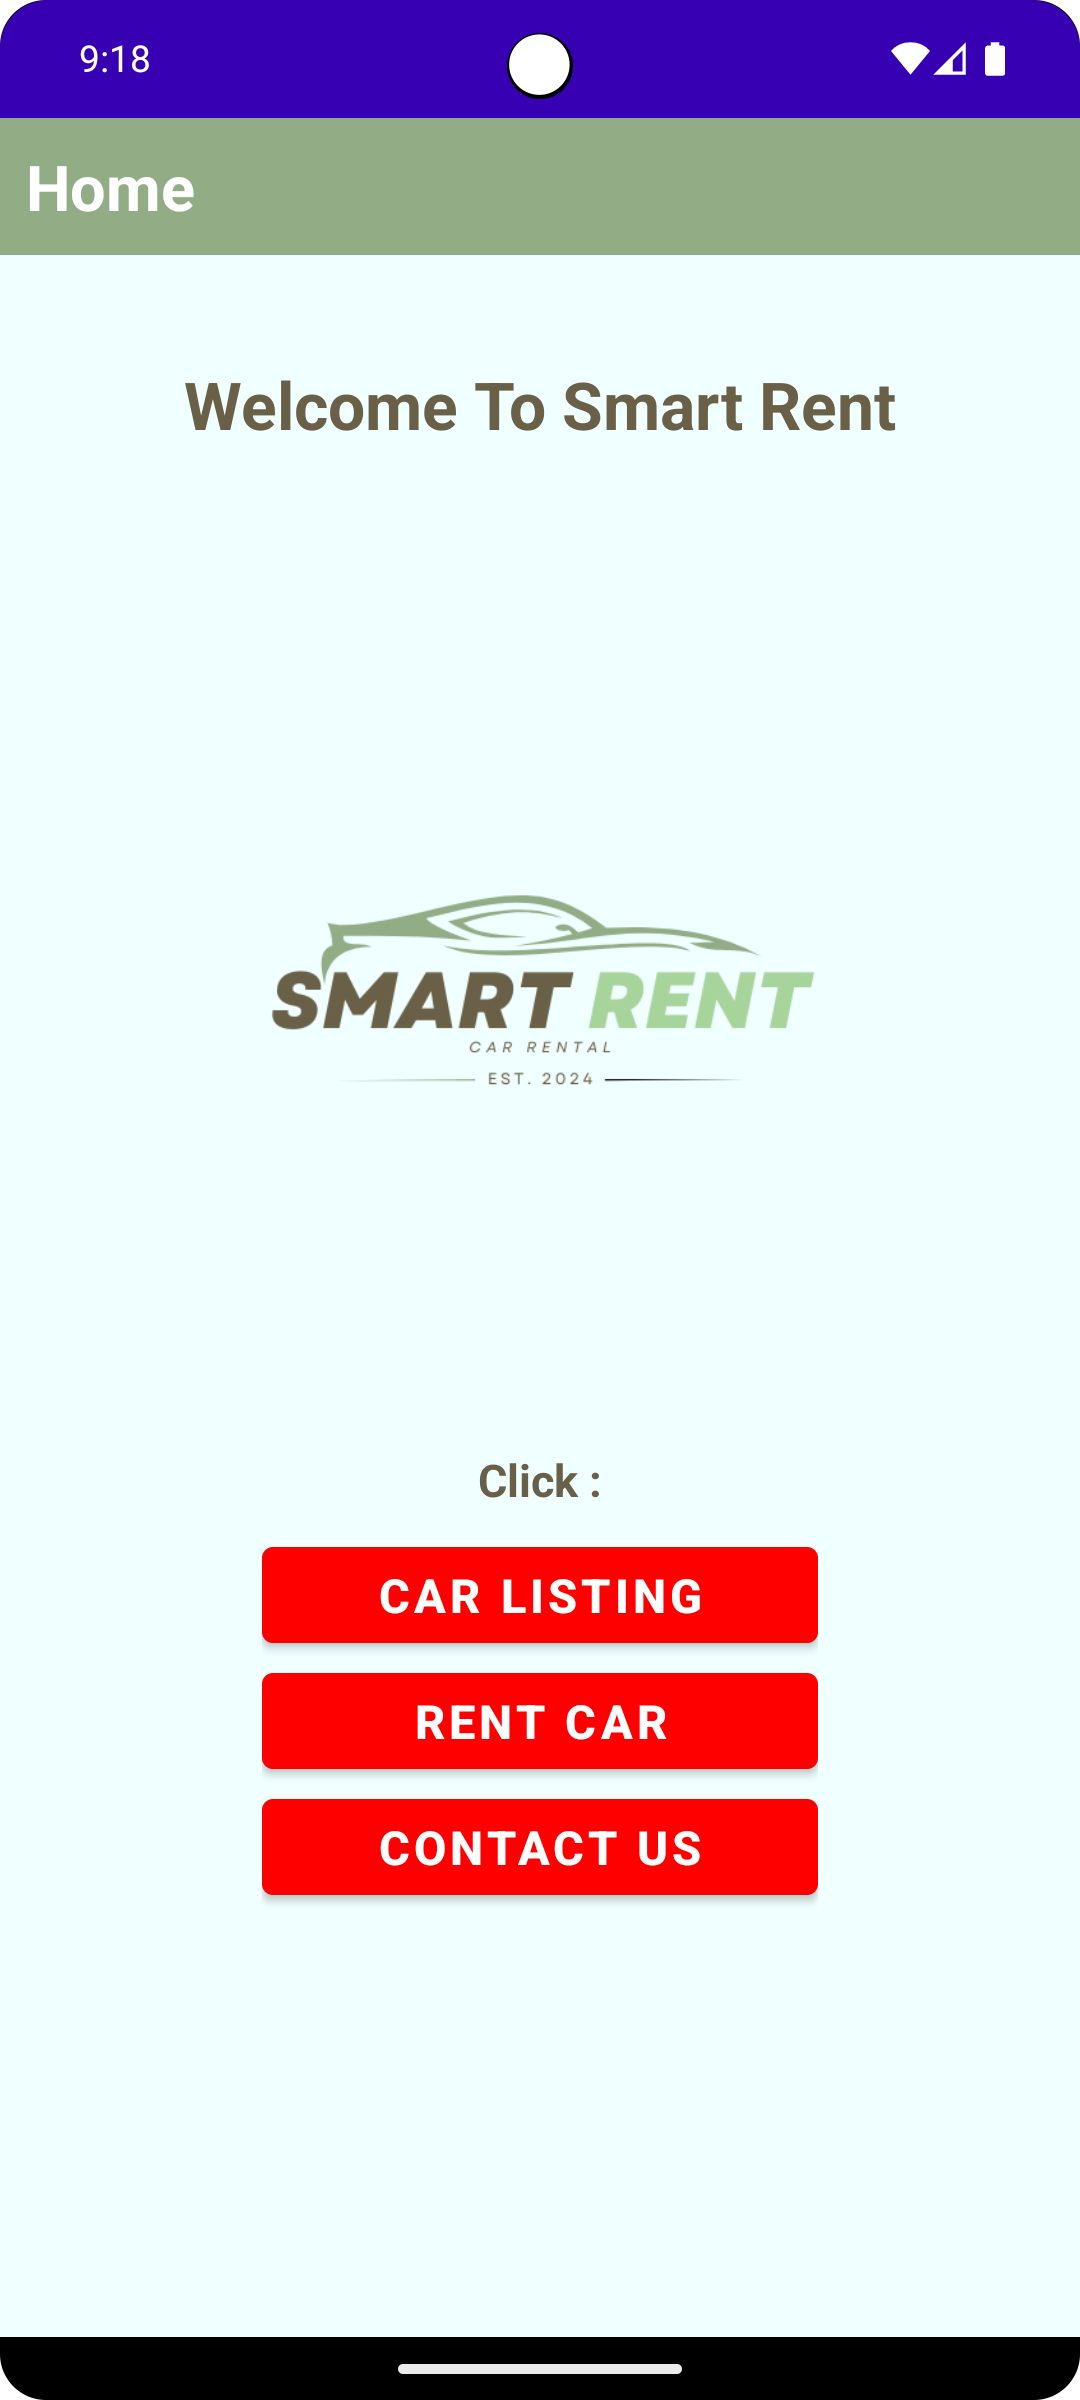 9:18
Home
Welcome To Smart Rent
SMART RENT
CAR RENTAL
EST. 2024
Click :
CAR LISTING
RENT CAR
CONTACT US